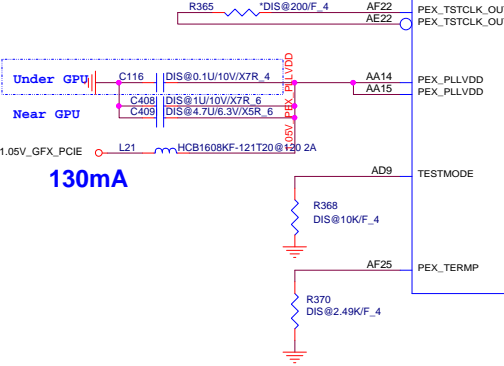 R365
*DIS@200/F_4
AF22
PEX_TSTCLK_OU
AE22
PEX_TSTCLK_OU
Under GPU
C116
DIS@0.1U/10V/X7R_4
AA14
PEX_PLLVDD
AA15
PEX_PLLVDD
C408
DIS@1U/10V/X7R_6
Near GPU
C409
DIS@4.7U/6.3V/X5R_6
.05V_PEX_PLLVDD
1.05V_GFX_PCIE
L21
HCB1608KF-121T20@120 2A
130mA
AD9
TESTMODE
R368
DIS@10K/F_4
AF25
PEX_TERMP
R370
DIS@2.49K/F_4